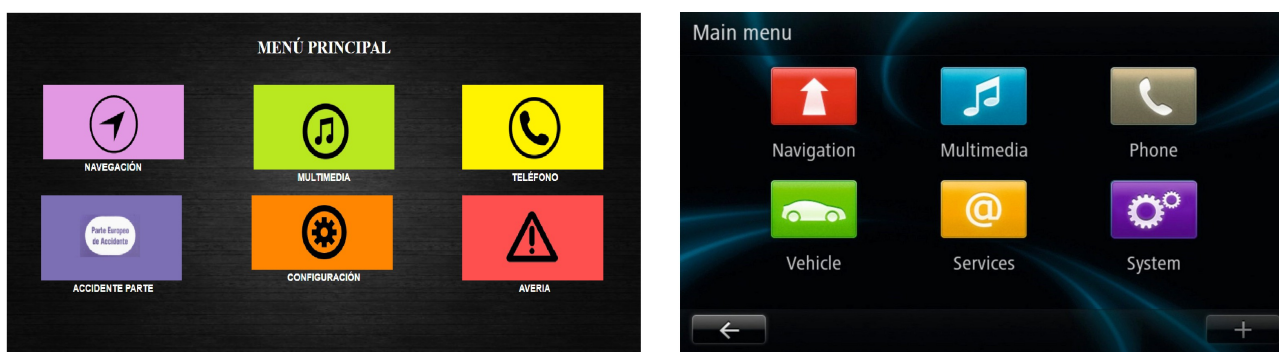 MENÚ PRINCIPAL
NAVEGACIÓN
MULTIMEDIA
TELÉFONO
Parte Europeo
de Accidente
ACCIDENTE PARTE
CONFIGURACIÓN
AVERIA
Main menu
Navigation
Multimedia
Phone
@
Vehicle
Services
System